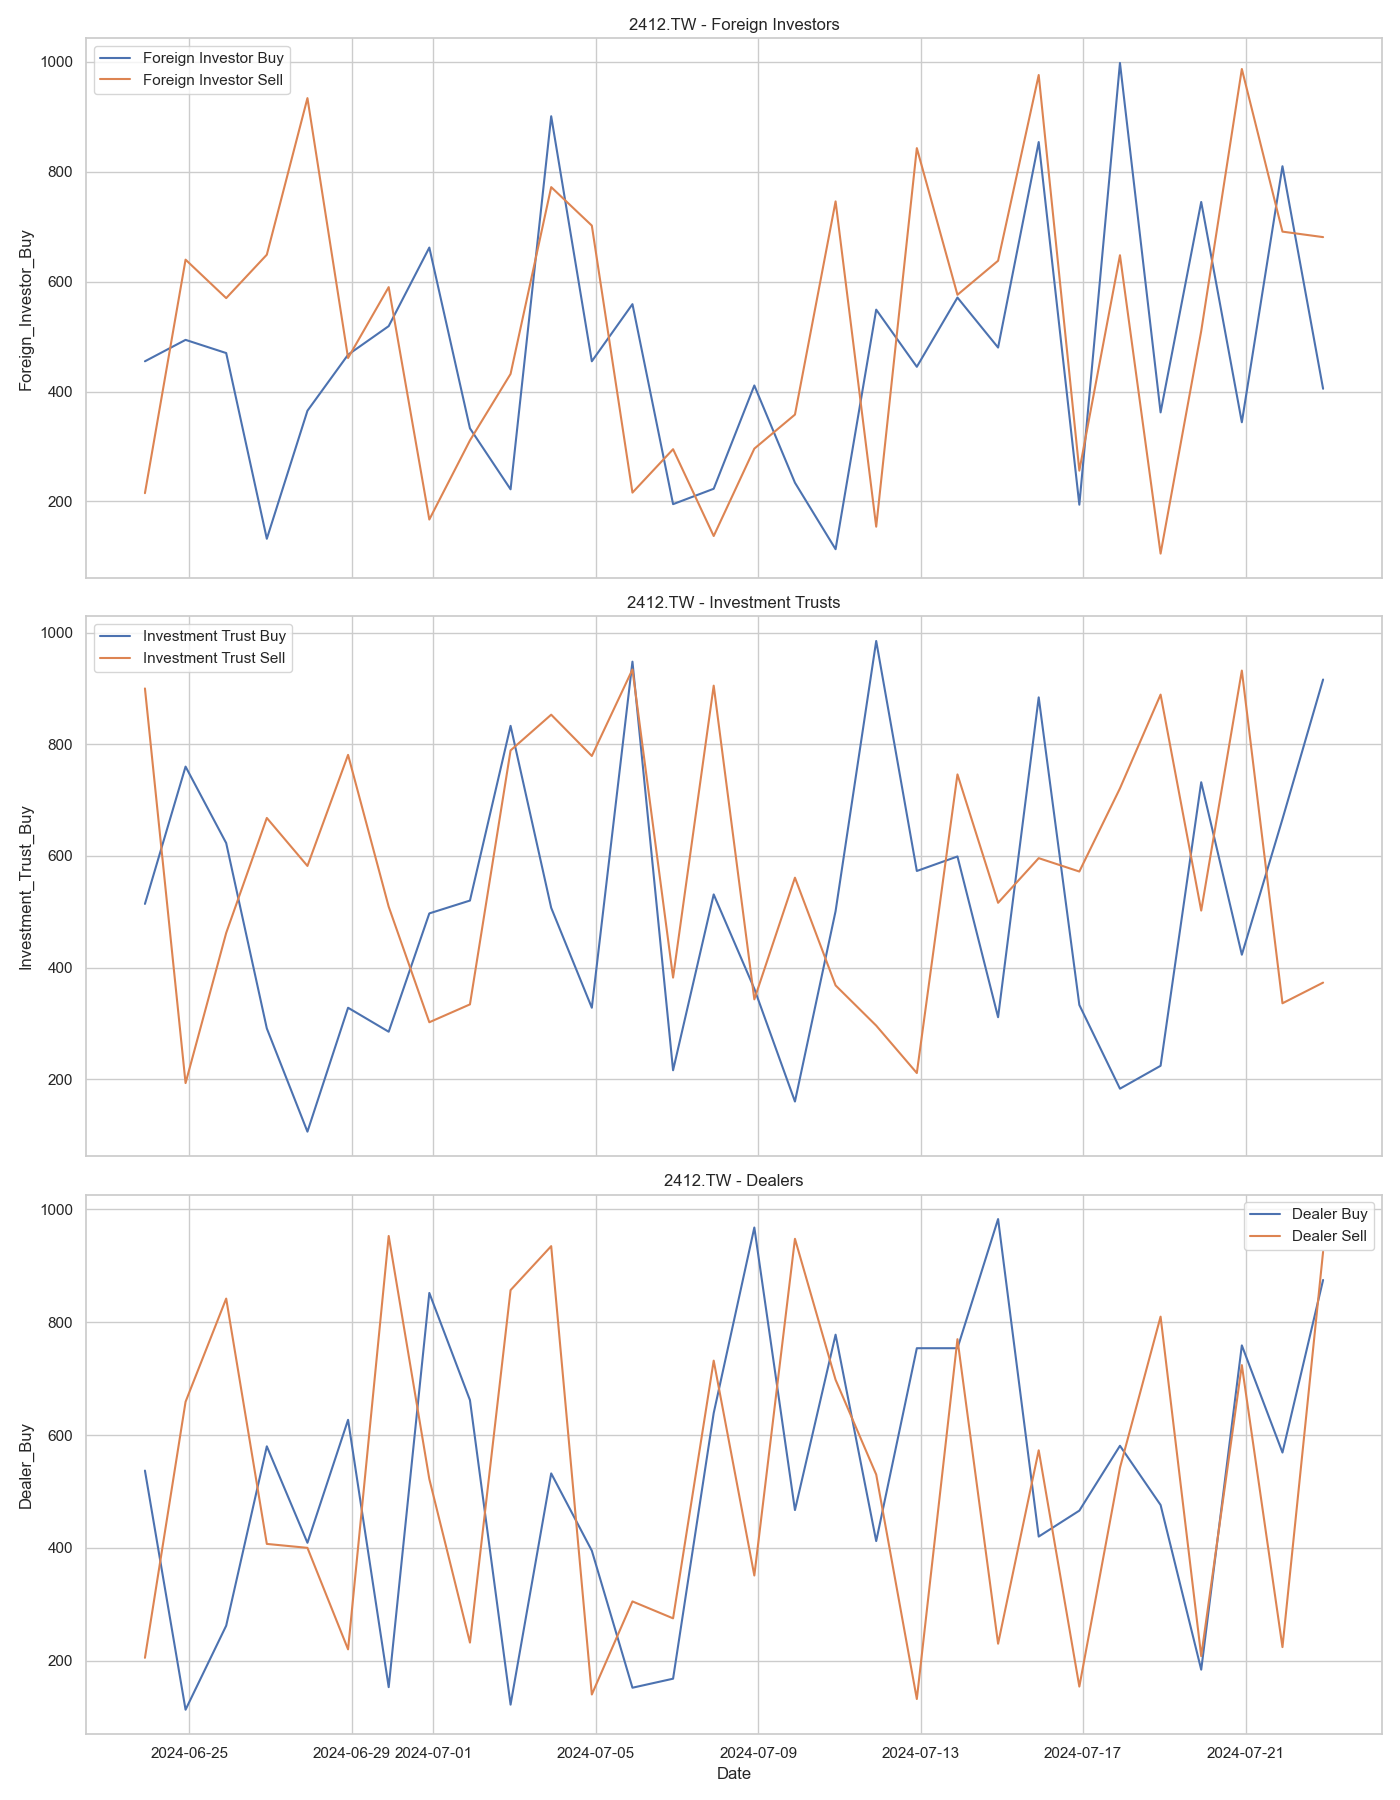 2412.TW - Foreign Investors
Foreign Investor Buy
Foreign Investor Sell
1000
800
600
400
200
Foreign_Investor_Buy
2412.TW - Investment Trusts
Investment Trust Buy
Investment Trust Sell
1000
800
600
400
200
Investment_Trust_Buy
2412.TW - Dealers
Dealer Buy
Dealer Sell
1000
800
600
400
200
Dealer_Buy
2024-06-25 2024-06-29 2024-07-01 2024-07-05 2024-07-09 2024-07-13 2024-07-17 2024-07-21
Date